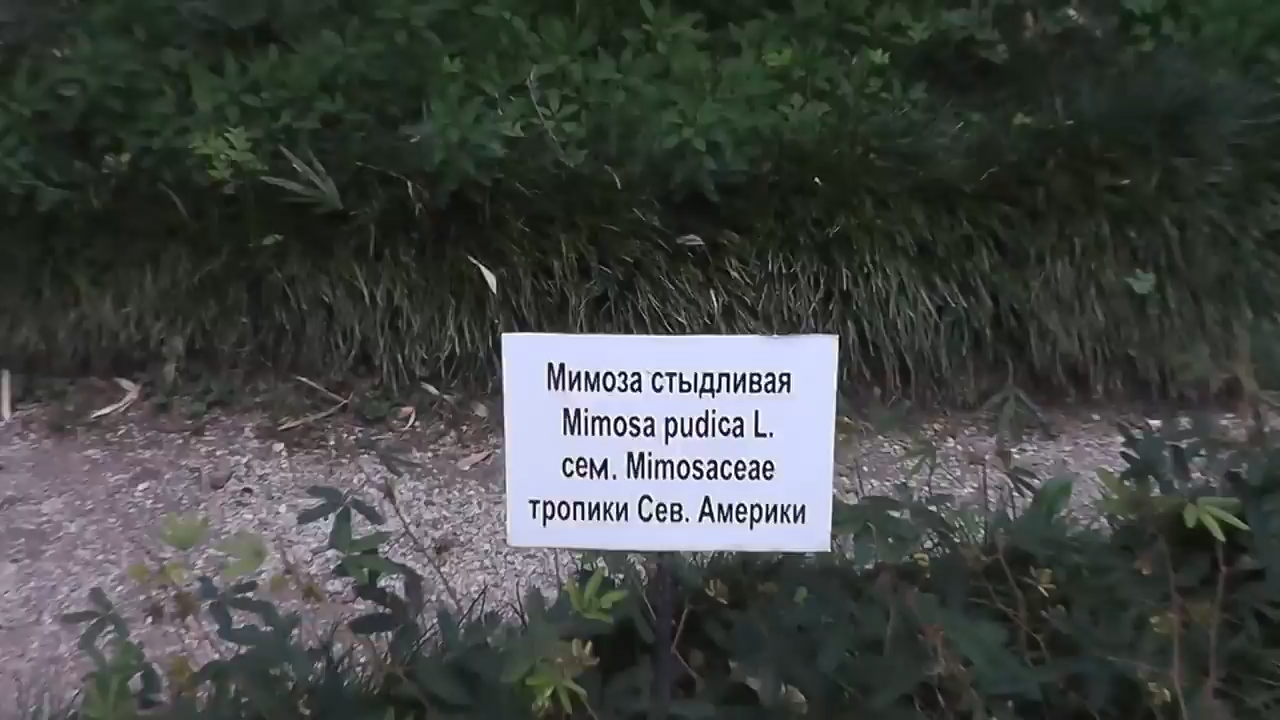 Мимоза стыдливая
Mimosa pudica L.
сем. Mimosaceae
тропики Сев. Америки